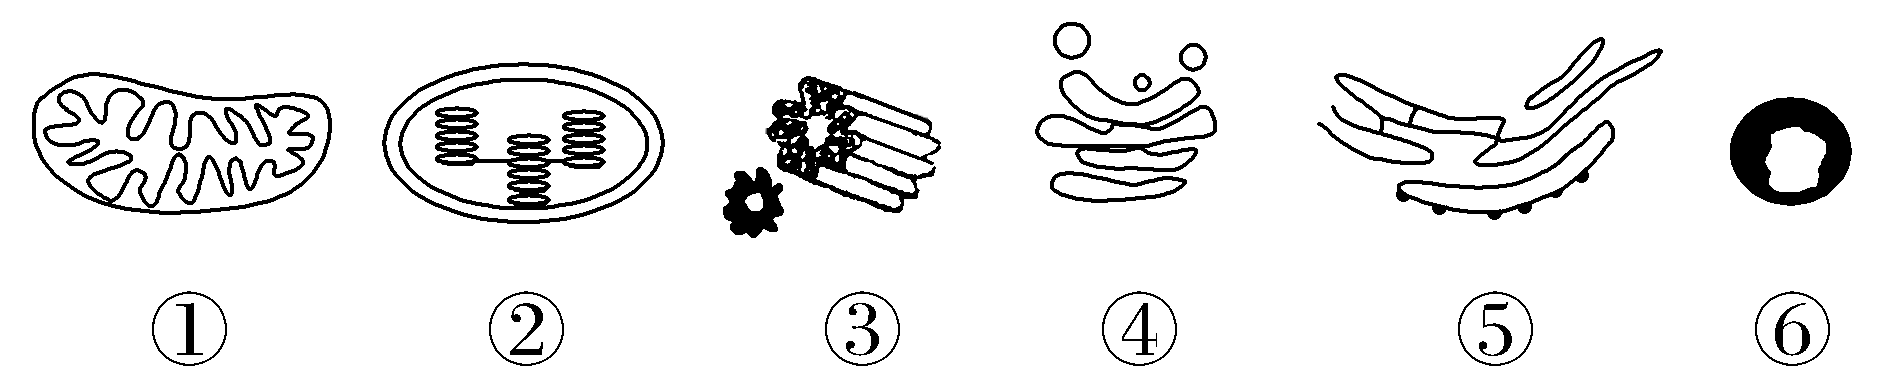 ① ② ③ ④ ⑤ ⑥